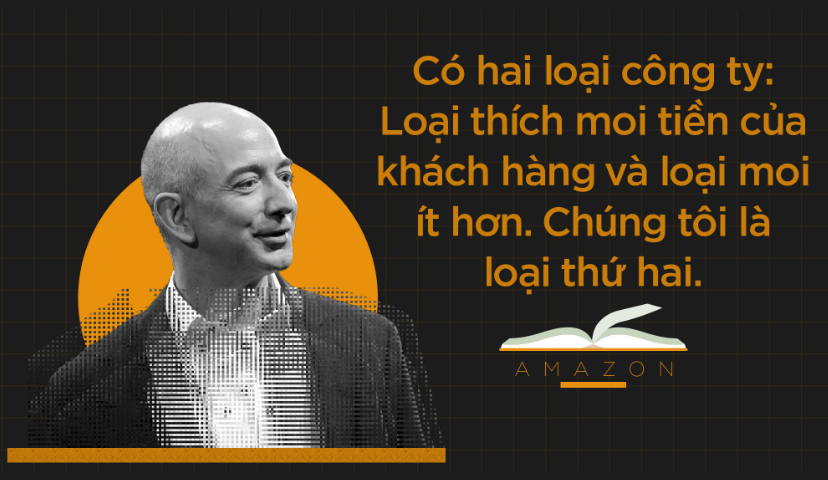 Có hai loại công ty:
Loại thích moi tiền của
khách hàng và loại moi
ít hơn. Chúng tôi là
loại thứ hai.
AMAZON